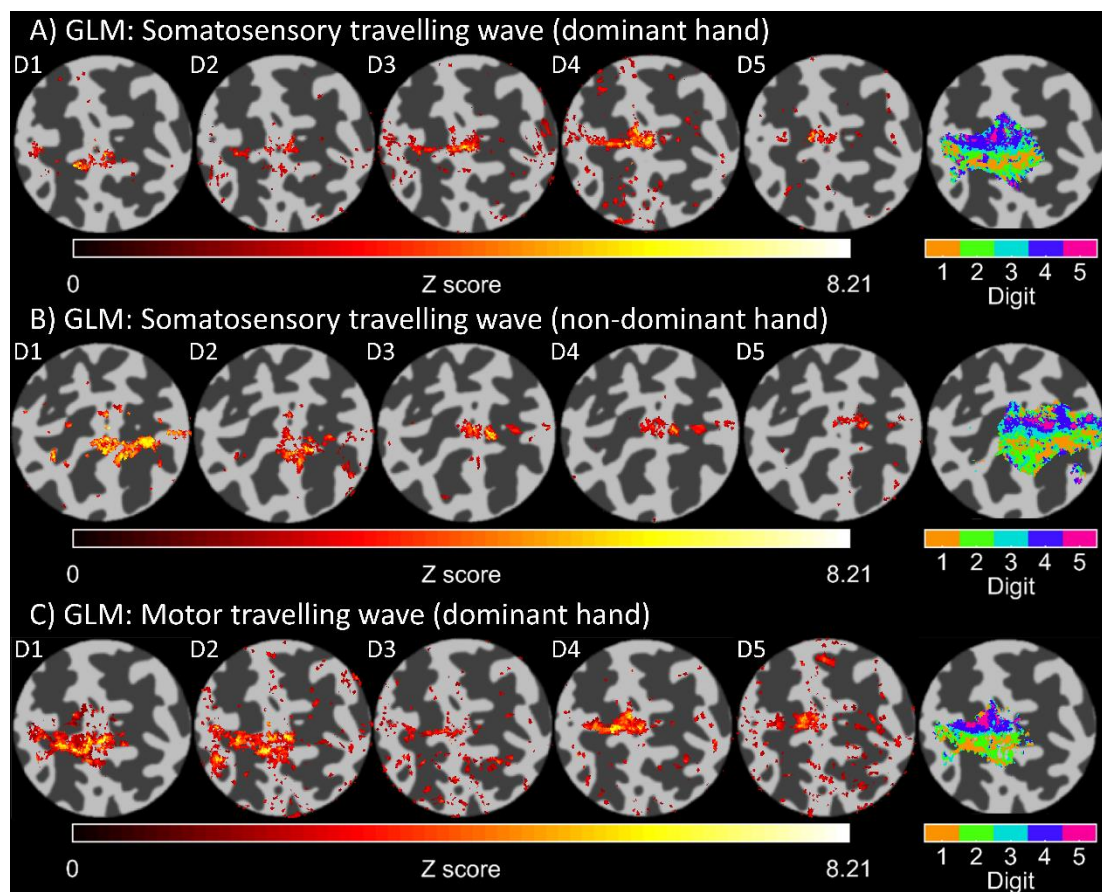 A) GLM: Somatosensory travelling wave (dominant hand)
D1 D2 D3 D4 D5
0 Z score 8.21 1 2 3 4 5
Digit
B) GLM: Somatosensory travelling wave (non-dominant hand)
D1 D2 D3 D4 D5
0 Z score 8.21 1 2 3 4 5
Digit
C) GLM: Motor travelling wave (dominant hand)
D1 D2 D3 D4 D5
0 Z score 8.21 1 2 3 4 5
Digit